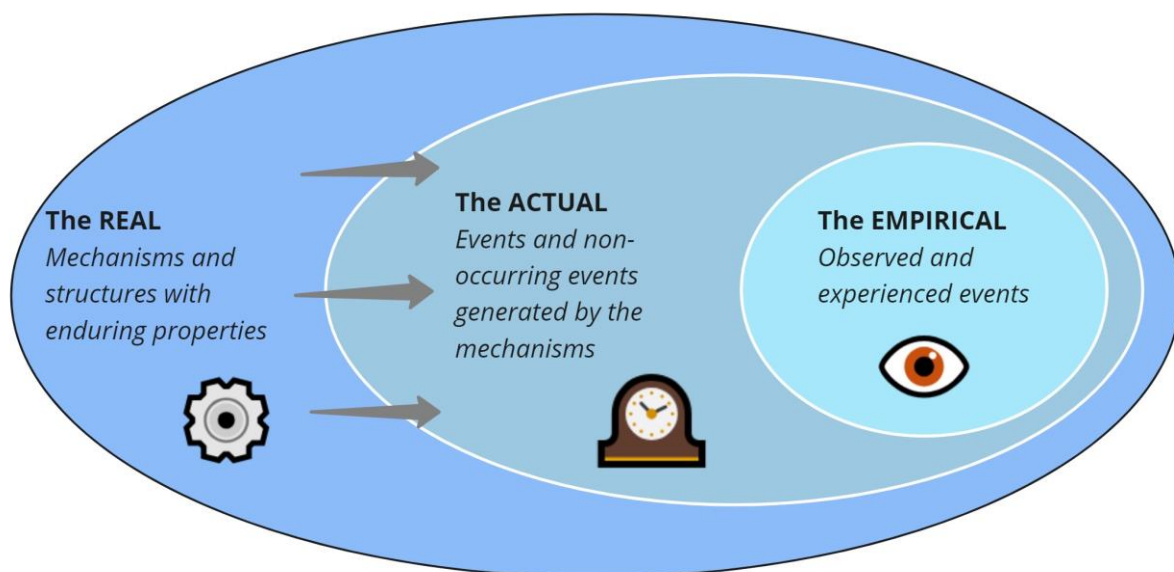 The REAL
Mechanisms and
structures with
enduring properties
The ACTUAL
Events and non-
occurring events
generated by the
mechanisms
The EMPIRICAL
Observed and
experienced events